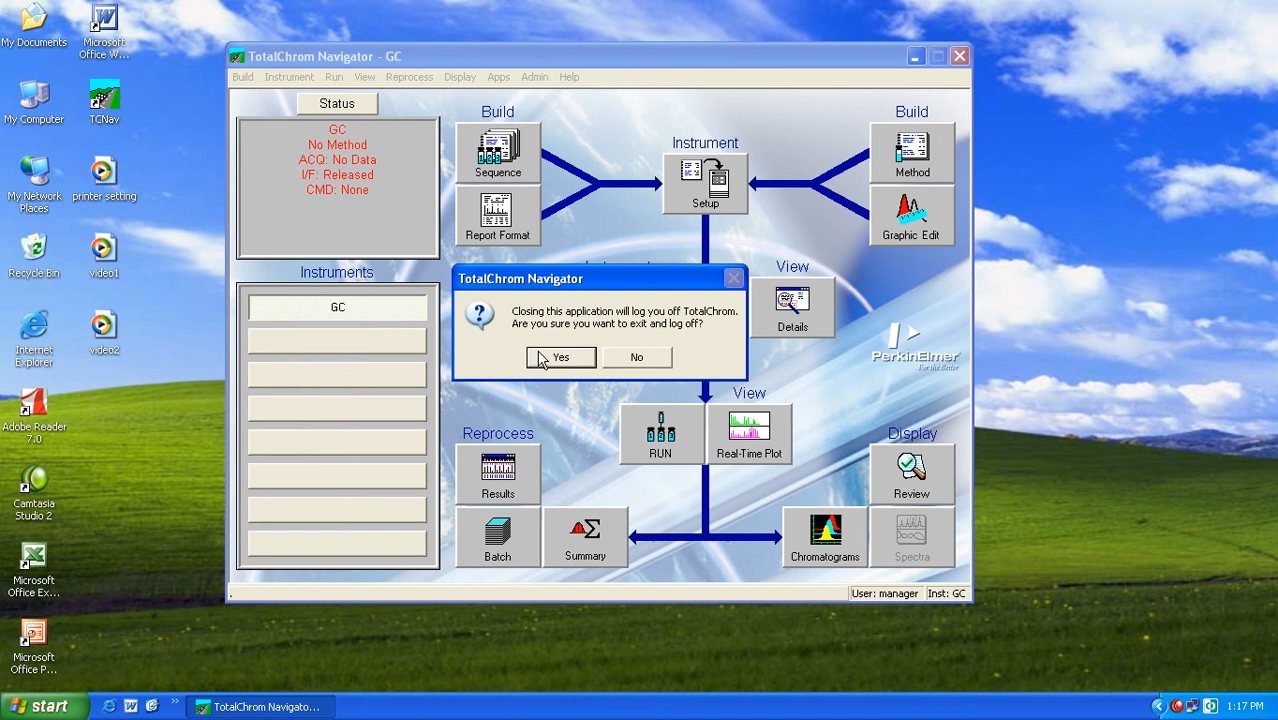 My Documents
Microsoft
Office W...
My Computer
TCNav
My Network
Places
printer setting
Recycle Bin
video1
Internet
Explorer
video2
Adobe Reader
7.0
Camtasia
Studio 2
Microsoft
Office Ex...
Microsoft
Office P...
TotalChrom Navigator - GC
Build Instrument Run View Reprocess Display Apps Admin Help
Status
GC
No Method
ACQ: No Data
I/F: Released
CMD: None
Instruments
GC
Build
Sequence
Report Format
Instrument
Setup
Build
Method
Graphic Edit
View
Details
PerkinElmer
For the Better
TotalChrom Navigator
Closing this application will log you off TotalChrom.
Are you sure you want to exit and log off?
Yes No
View
RUN
Real-Time Plot
Reprocess
Results
Batch
Summary
Display
Review
Chromatograms
Spectra
User: manager
Inst: GC
start
TotalChrom Navigato...
1:17 PM